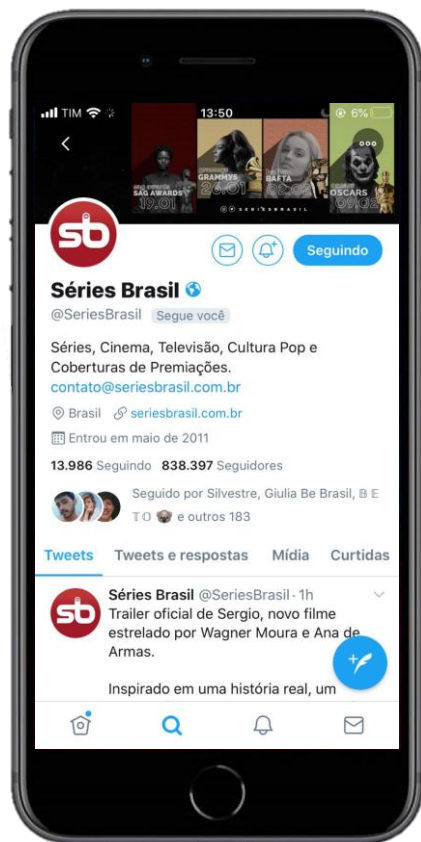 TIM
13:50
6%
SAG AWARDS
19.01
GRAMMYS
26.01
BAFTA
OSCARS
09.02
@SERIESBRASIL
sb
Seguindo
Séries Brasil
@SeriesBrasil Segue você
Séries, Cinema, Televisão, Cultura Pop e
Coberturas de Premiações.
contato@seriesbrasil.com.br
Brasil seriesbrasil.com.br
Entrou em maio de 2011
13.986 Seguindo 838.397 Seguidores
Seguido por Silvestre, Giulia Be Brasil, 𝔹 𝔼
𝕋 𝕆 🐨 e outros 183
Tweets Tweets e respostas Mídia Curtidas
sb
Séries Brasil @SeriesBrasil · 1h
Trailer oficial de Sergio, novo filme
estrelado por Wagner Moura e Ana de
Armas.
Inspirado em uma história real, um